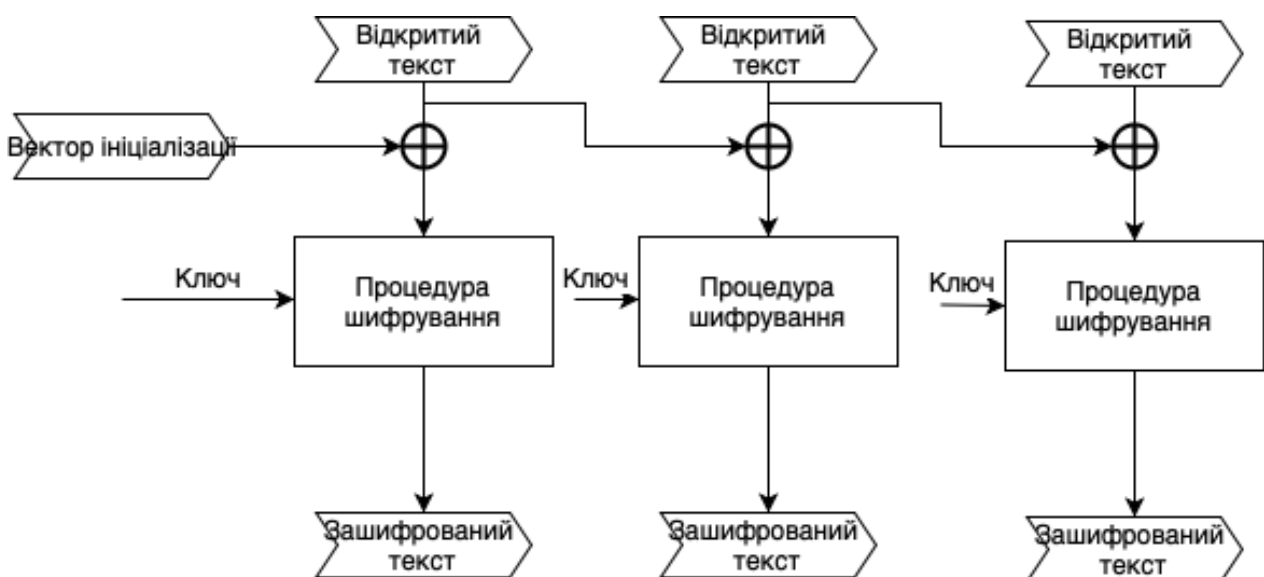 Відкритий
текст
Відкритий
текст
Відкритий
текст
Вектор ініціалізації
Ключ
Процедура
шифрування
Ключ
Процедура
шифрування
Ключ
Процедура
шифрування
Зашифрований
текст
Зашифрований
текст
Зашифрований
текст